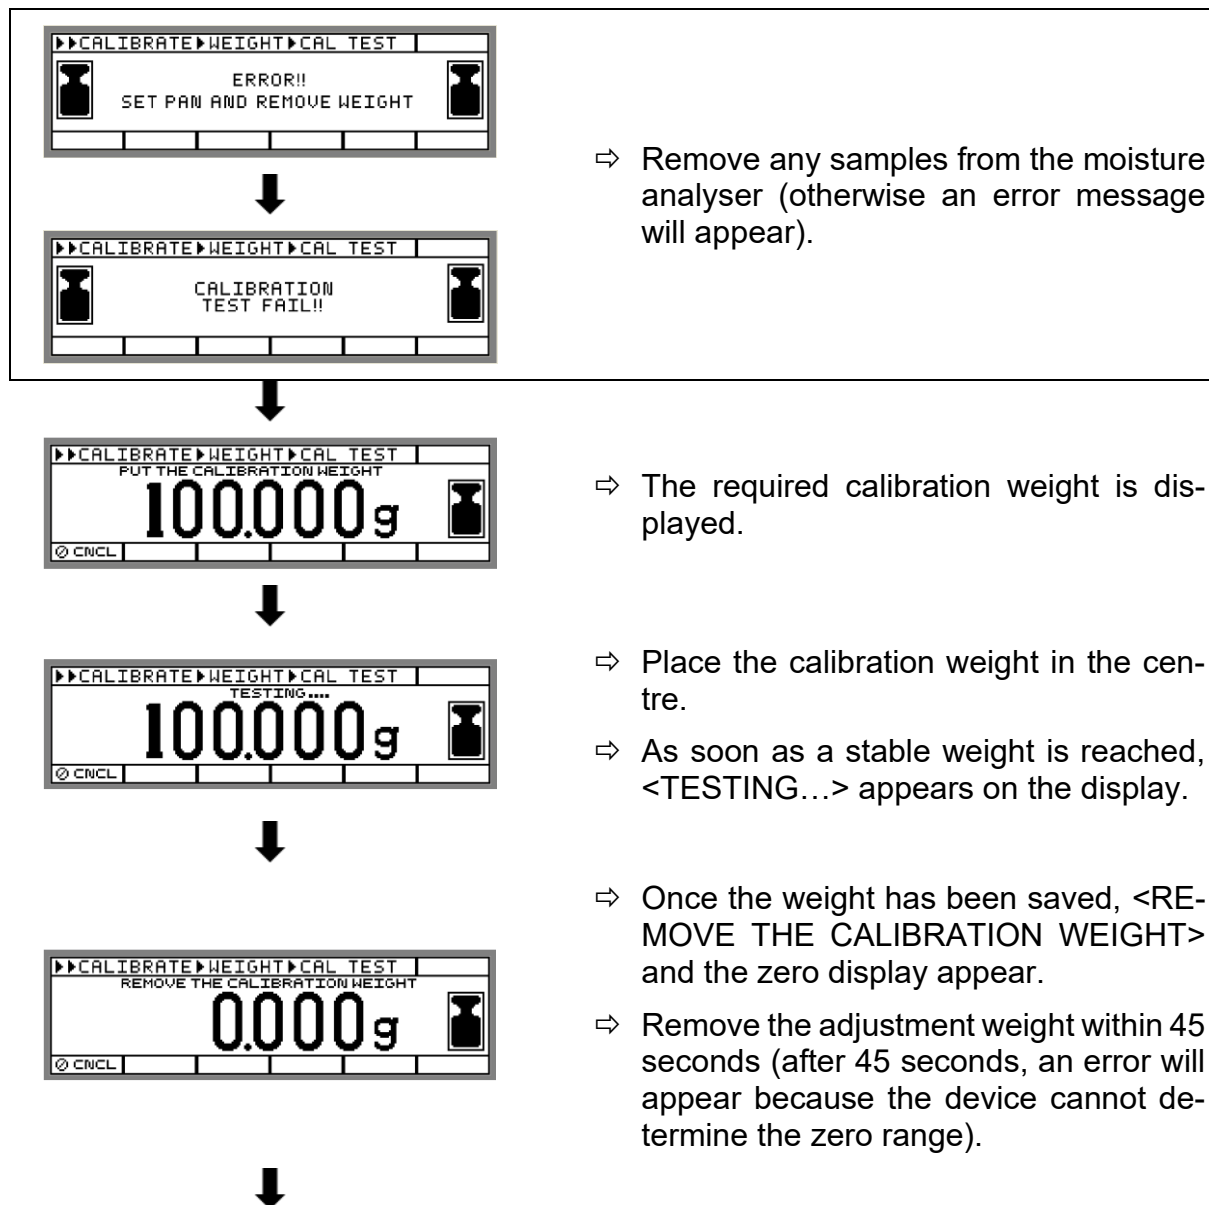 ▶▶CALIBRATE▶WEIGHT▶CAL TEST
ERROR!!
SET PAN AND REMOVE WEIGHT
⇨ Remove any samples from the moisture
analyser (otherwise an error message
will appear).
▶▶CALIBRATE▶WEIGHT▶CAL TEST
CALIBRATION
TEST FAIL!!
▶▶CALIBRATE▶WEIGHT▶CAL TEST
PUT THE CALIBRATION WEIGHT
100.000g
⊘ CNCL
⇨ The required calibration weight is dis-
played.
▶▶CALIBRATE▶WEIGHT▶CAL TEST
TESTING....
100.000g
⊘ CNCL
⇨ Place the calibration weight in the cen-
tre.
⇨ As soon as a stable weight is reached,
<TESTING…> appears on the display.
▶▶CALIBRATE▶WEIGHT▶CAL TEST
REMOVE THE CALIBRATION WEIGHT
0.000g
⊘ CNCL
⇨ Once the weight has been saved, <RE-
MOVE THE CALIBRATION WEIGHT>
and the zero display appear.
⇨ Remove the adjustment weight within 45
seconds (after 45 seconds, an error will
appear because the device cannot de-
termine the zero range).